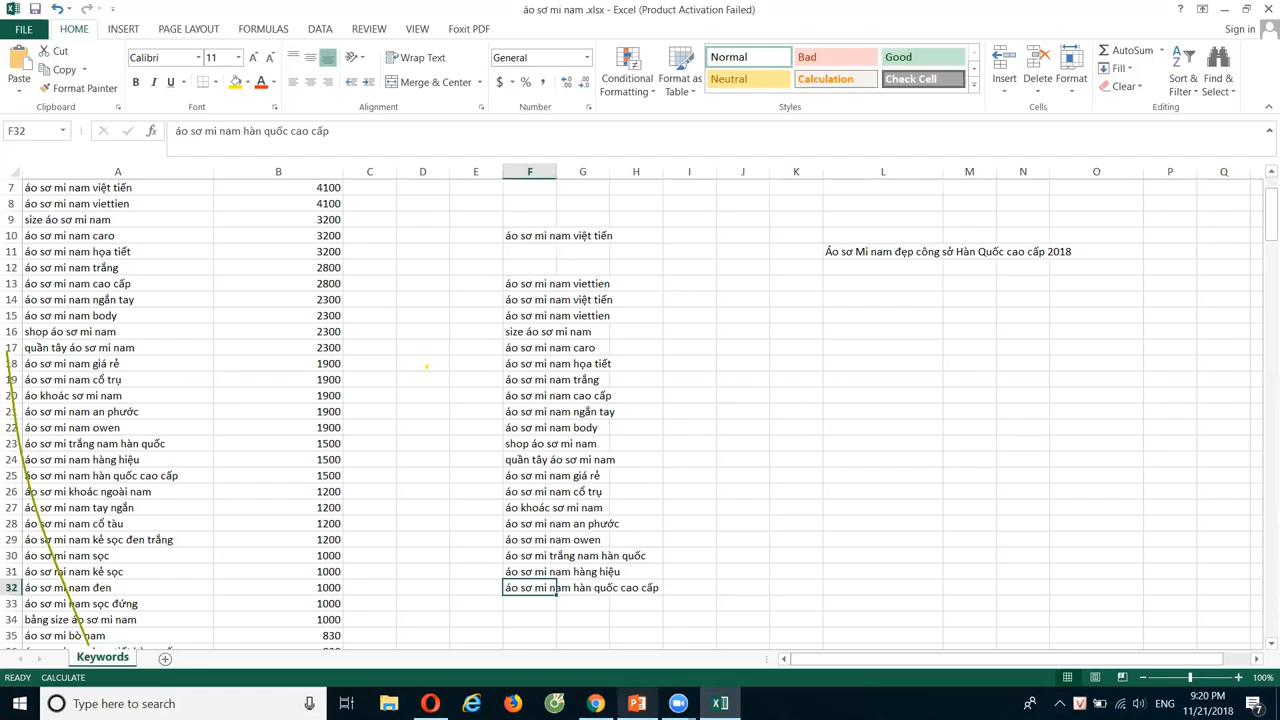 áo sơ mi nam .xlsx - Excel (Product Activation Failed)
FILE HOME INSERT PAGE LAYOUT FORMULAS DATA REVIEW VIEW Foxit PDF Sign in
Paste Cut Copy Format Painter
Clipboard
Calibri 11
B I U
Font
Wrap Text
Merge & Center
Alignment
General
$ % ,
Number
Conditional Formatting
Format as Table
Normal Bad Good
Neutral Calculation Check Cell
Styles
Insert Delete Format
Cells
AutoSum
Fill
Clear
Sort & Filter
Find & Select
Editing
F32 fx áo sơ mi nam hàn quốc cao cấp
A B C D E F G H I J K L M N O P Q
7 áo sơ mi nam việt tiến 4100
8 áo sơ mi nam viettien 4100
9 size áo sơ mi nam 3200
10 áo sơ mi nam caro 3200 áo sơ mi nam việt tiến
11 áo sơ mi nam họa tiết 3200 Áo sơ Mi nam đẹp công sở Hàn Quốc cao cấp 2018
12 áo sơ mi nam trắng 2800
13 áo sơ mi nam cao cấp 2800 áo sơ mi nam viettien
14 áo sơ mi nam ngắn tay 2300 áo sơ mi nam việt tiến
15 áo sơ mi nam body 2300 áo sơ mi nam viettien
16 shop áo sơ mi nam 2300 size áo sơ mi nam
17 quần tây áo sơ mi nam 2300 áo sơ mi nam caro
18 áo sơ mi nam giá rẻ 1900 áo sơ mi nam họa tiết
19 áo sơ mi nam cổ trụ 1900 áo sơ mi nam trắng
20 áo khoác sơ mi nam 1900 áo sơ mi nam cao cấp
21 áo sơ mi nam an phước 1900 áo sơ mi nam ngắn tay
22 áo sơ mi nam owen 1900 áo sơ mi nam body
23 áo sơ mi trắng nam hàn quốc 1500 shop áo sơ mi nam
24 áo sơ mi nam hàng hiệu 1500 quần tây áo sơ mi nam
25 áo sơ mi nam hàn quốc cao cấp 1500 áo sơ mi nam giá rẻ
26 áo sơ mi khoác ngoài nam 1200 áo sơ mi nam cổ trụ
27 áo sơ mi nam tay ngắn 1200 áo khoác sơ mi nam
28 áo sơ mi nam cổ tàu 1200 áo sơ mi nam an phước
29 áo sơ mi nam kẻ sọc đen trắng 1200 áo sơ mi nam owen
30 áo sơ mi nam sọc 1000 áo sơ mi trắng nam hàn quốc
31 áo sơ mi nam kẻ sọc 1000 áo sơ mi nam hàng hiệu
32 áo sơ mi nam đen 1000 áo sơ mi nam hàn quốc cao cấp
33 áo sơ mi nam sọc đứng 1000
34 bảng size áo sơ mi nam 1000
35 áo sơ mi bò nam 830
Keywords
READY CALCULATE 100%
Type here to search
ENG 9:20 PM
11/21/2018